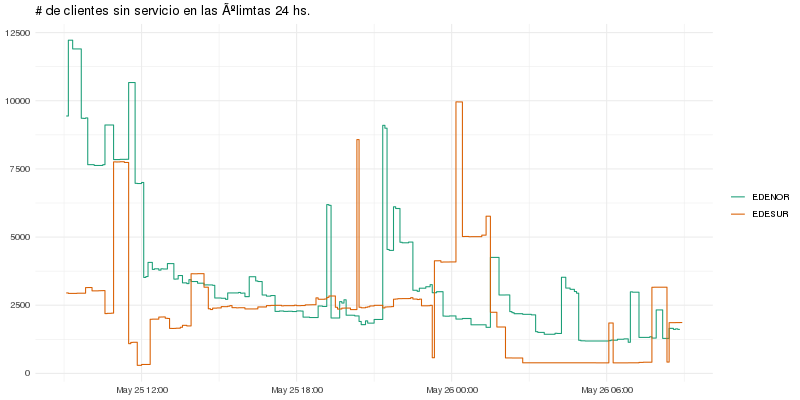 # de clientes sin servicio en las Ãºlimtas 24 hs.
12500
10000
7500
5000
2500
0
May 25 12:00
May 25 18:00
May 26 00:00
May 26 06:00
EDENOR
EDESUR